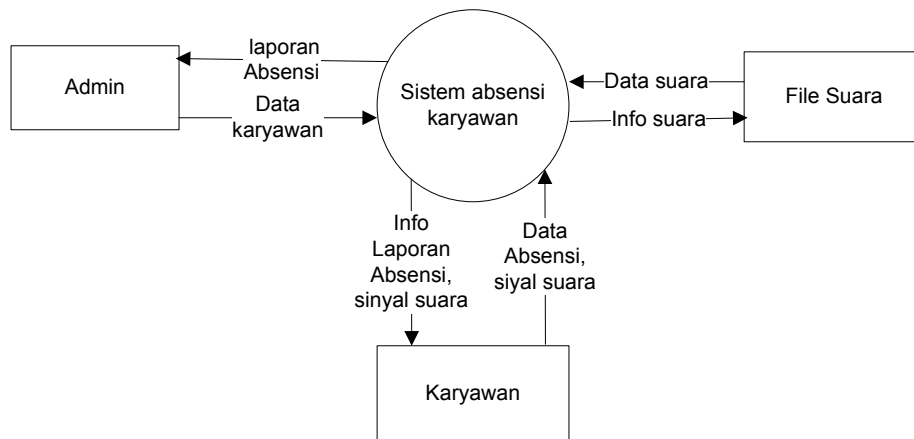 Admin
laporan
Absensi
Data
karyawan
Sistem absensi
karyawan
Data suara
Info suara
File Suara
Info
Laporan
Absensi,
sinyal suara
Data
Absensi,
siyal suara
Karyawan